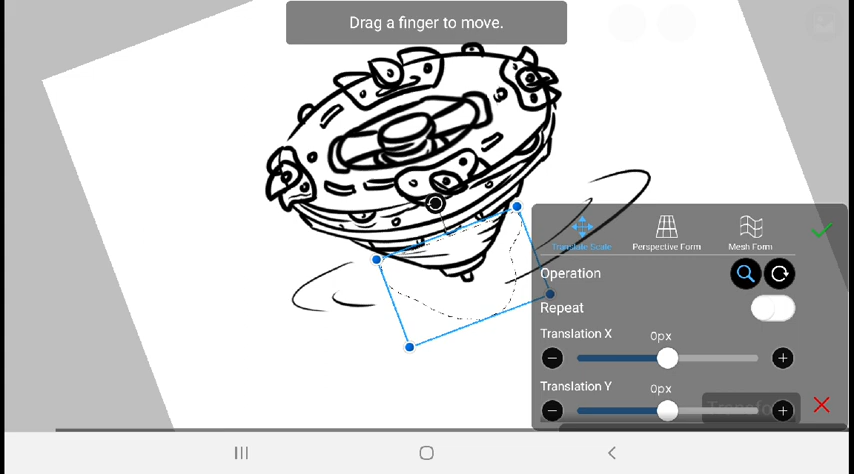 Drag a finger to move.
Translate Scale
Perspective Form
Mesh Form
Operation
Repeat
Translation X
0px
Translation Y
0px